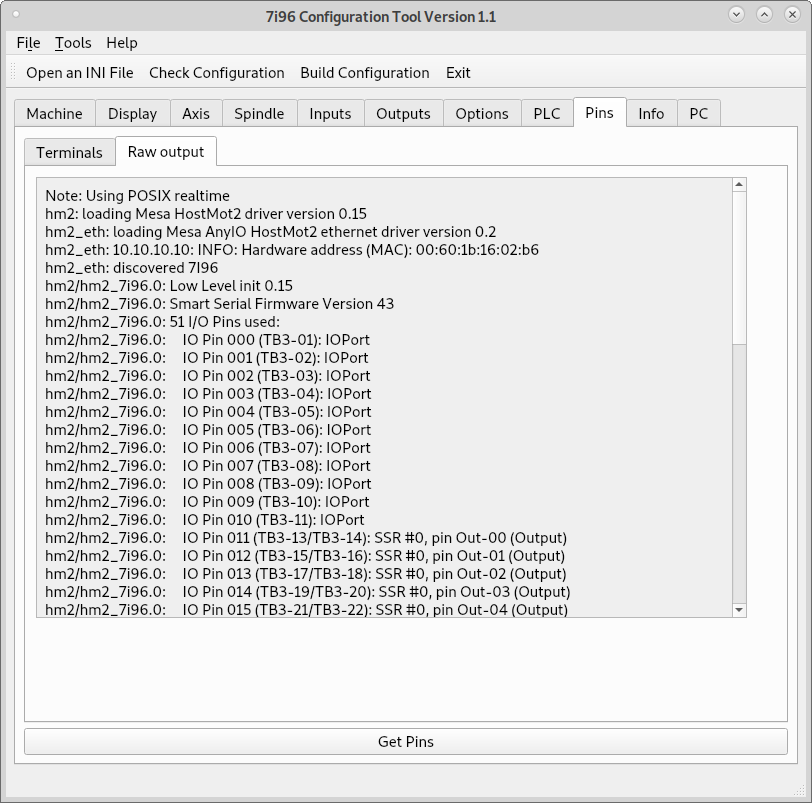 7i96 Configuration Tool Version 1.1
File Tools Help
Open an INI File Check Configuration Build Configuration Exit
Machine Display Axis Spindle Inputs Outputs Options PLC Pins Info PC
Terminals Raw output
Note: Using POSIX realtime
hm2: loading Mesa HostMot2 driver version 0.15
hm2_eth: loading Mesa AnyIO HostMot2 ethernet driver version 0.2
hm2_eth: 10.10.10.10: INFO: Hardware address (MAC): 00:60:1b:16:02:b6
hm2_eth: discovered 7I96
hm2/hm2_7i96.0: Low Level init 0.15
hm2/hm2_7i96.0: Smart Serial Firmware Version 43
hm2/hm2_7i96.0: 51 I/O Pins used:
hm2/hm2_7i96.0: IO Pin 000 (TB3-01): IOPort
hm2/hm2_7i96.0: IO Pin 001 (TB3-02): IOPort
hm2/hm2_7i96.0: IO Pin 002 (TB3-03): IOPort
hm2/hm2_7i96.0: IO Pin 003 (TB3-04): IOPort
hm2/hm2_7i96.0: IO Pin 004 (TB3-05): IOPort
hm2/hm2_7i96.0: IO Pin 005 (TB3-06): IOPort
hm2/hm2_7i96.0: IO Pin 006 (TB3-07): IOPort
hm2/hm2_7i96.0: IO Pin 007 (TB3-08): IOPort
hm2/hm2_7i96.0: IO Pin 008 (TB3-09): IOPort
hm2/hm2_7i96.0: IO Pin 009 (TB3-10): IOPort
hm2/hm2_7i96.0: IO Pin 010 (TB3-11): IOPort
hm2/hm2_7i96.0: IO Pin 011 (TB3-13/TB3-14): SSR #0, pin Out-00 (Output)
hm2/hm2_7i96.0: IO Pin 012 (TB3-15/TB3-16): SSR #0, pin Out-01 (Output)
hm2/hm2_7i96.0: IO Pin 013 (TB3-17/TB3-18): SSR #0, pin Out-02 (Output)
hm2/hm2_7i96.0: IO Pin 014 (TB3-19/TB3-20): SSR #0, pin Out-03 (Output)
hm2/hm2_7i96.0: IO Pin 015 (TB3-21/TB3-22): SSR #0, pin Out-04 (Output)
Get Pins